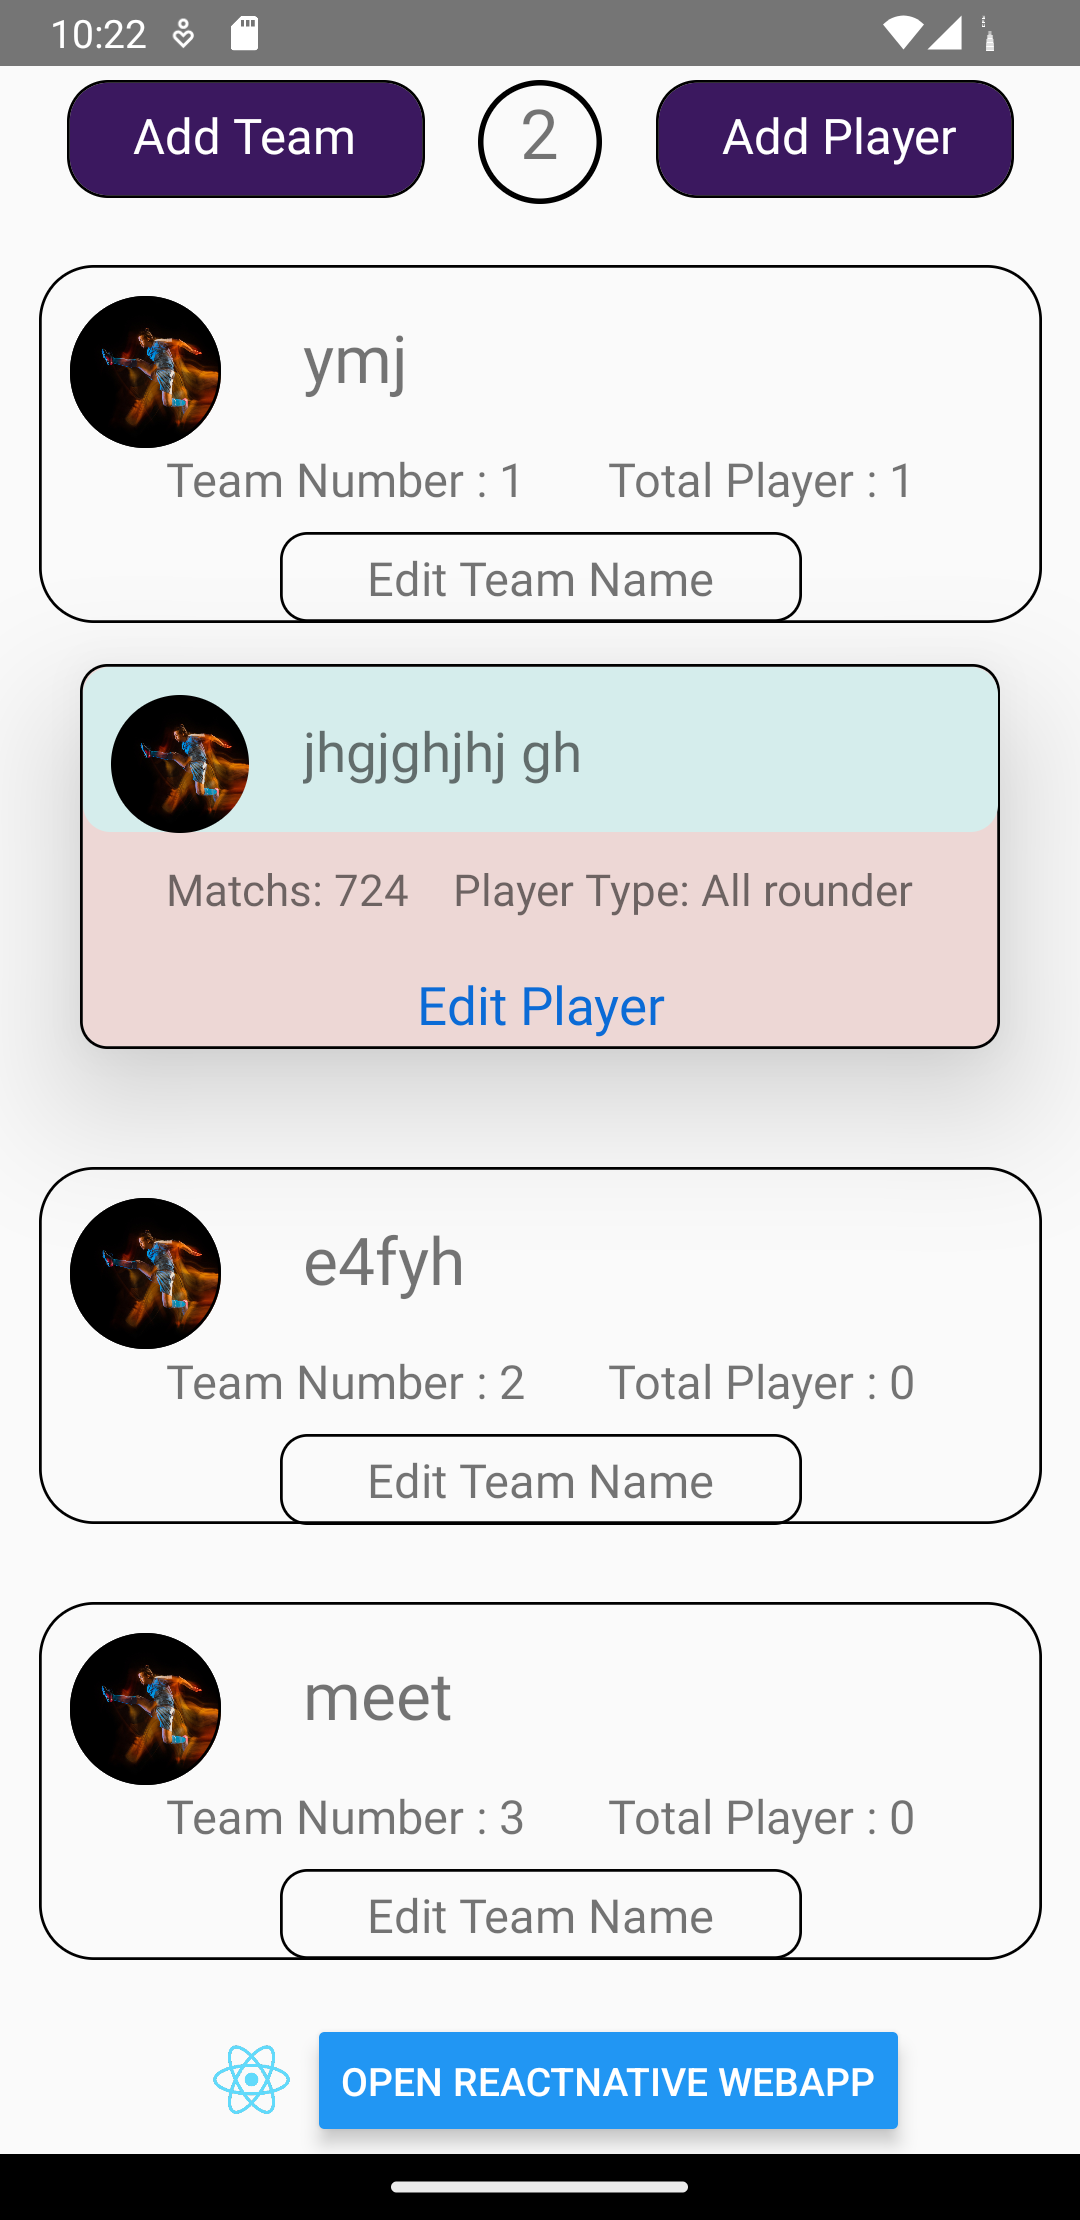 10:22
Add Team 2 Add Player
ymj
Team Number : 1 Total Player : 1
Edit Team Name
jhgjghjhj gh
Matchs: 724 Player Type: All rounder
Edit Player
e4fyh
Team Number : 2 Total Player : 0
Edit Team Name
meet
Team Number : 3 Total Player : 0
Edit Team Name
OPEN REACTNATIVE WEBAPP